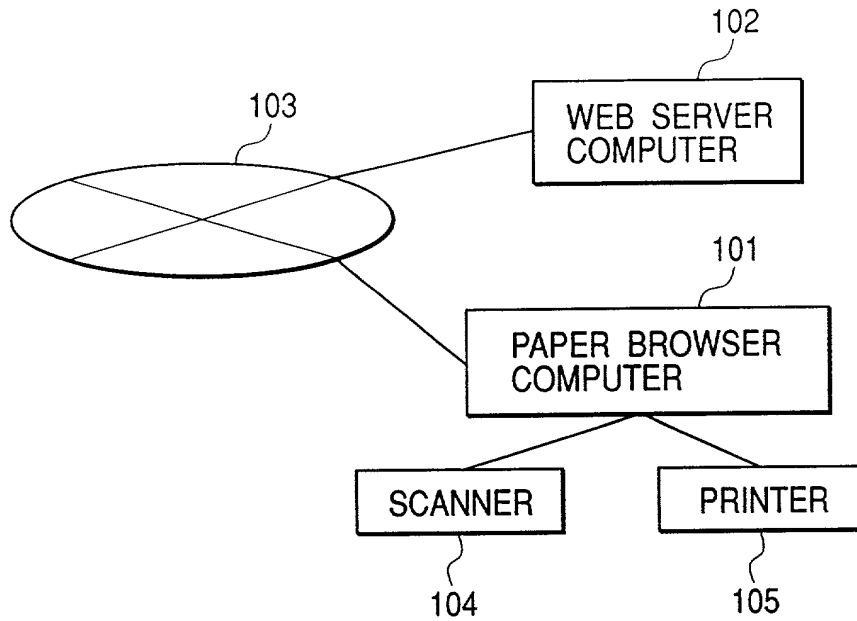 102
WEB SERVER
COMPUTER
103
101
PAPER BROWSER
COMPUTER
SCANNER
PRINTER
104
105